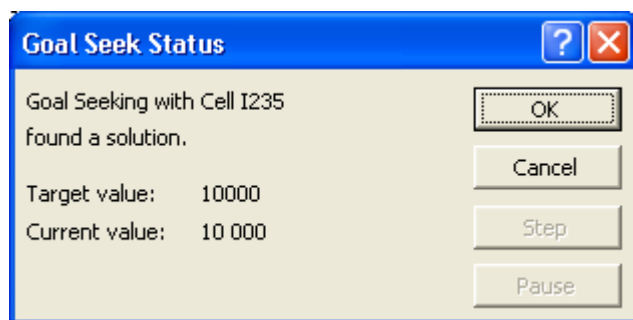 Goal Seek Status
?
Goal Seeking with Cell I235
found a solution.
Target value: 10000
Current value: 10 000
OK
Cancel
Step
Pause